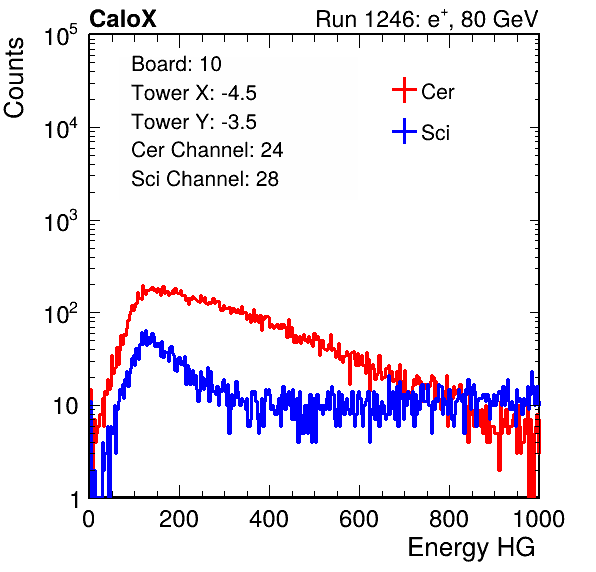 CaloX Run 1246: e⁺, 80 GeV
Counts
Board: 10
Tower X: -4.5
Tower Y: -3.5
Cer Channel: 24
Sci Channel: 28
Cer
Sci
10⁵
10⁴
10³
10²
10
1
0 200 400 600 800 1000
Energy HG